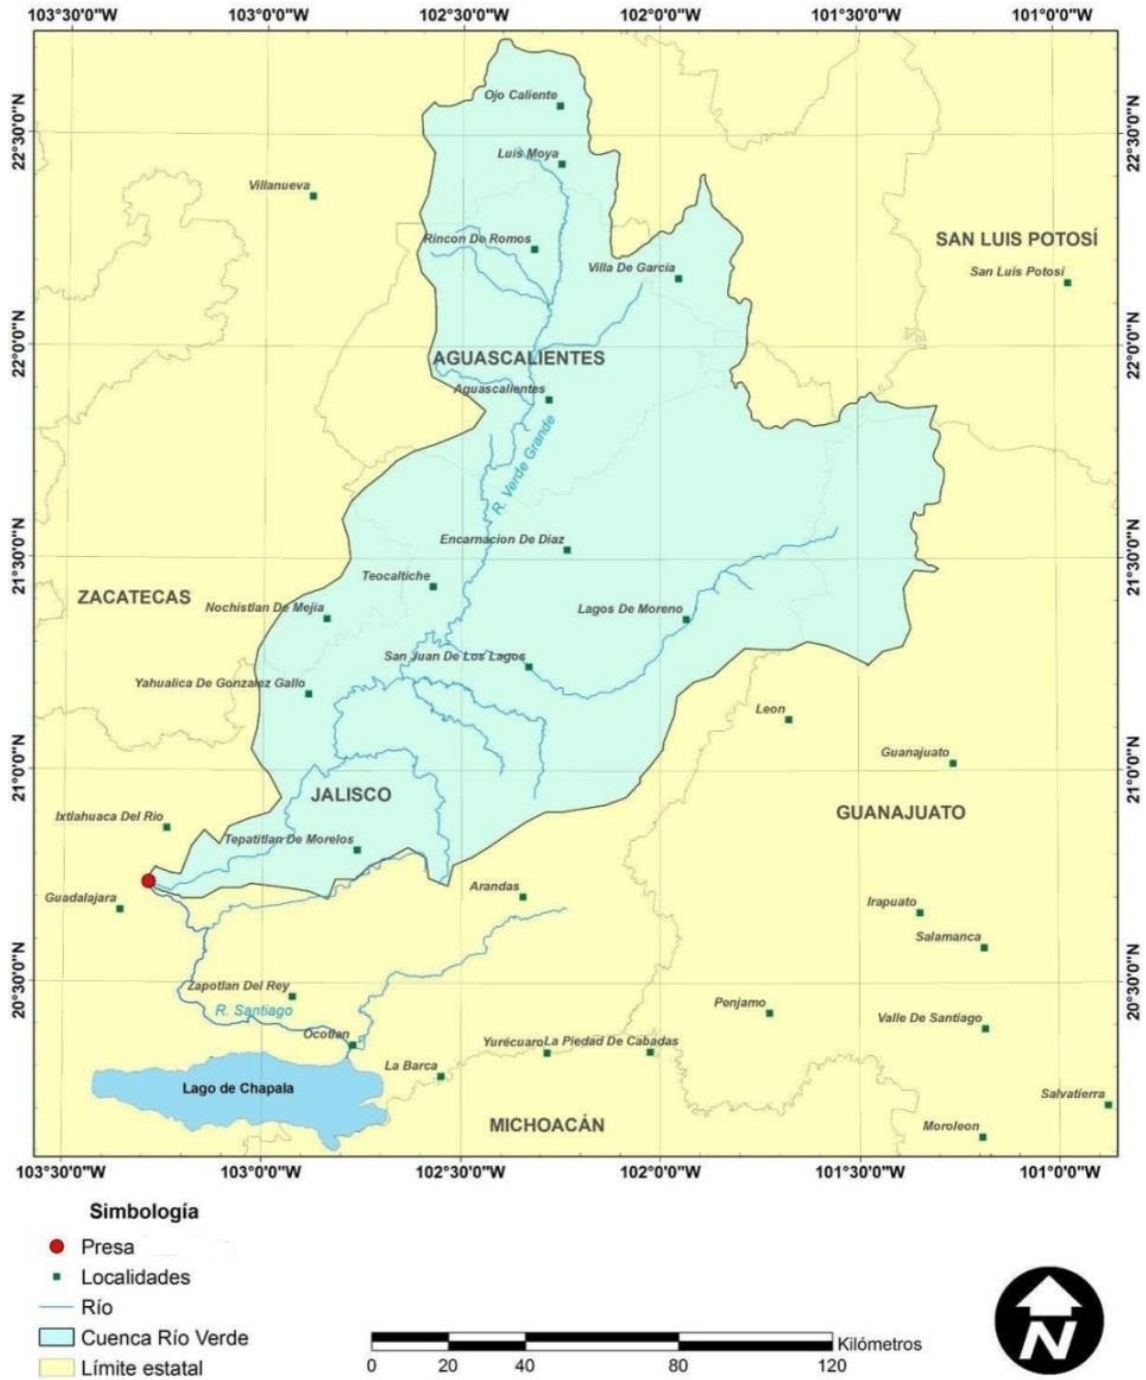 103°30'0"W 103°0'0"W 102°30'0"W 102°0'0"W 101°30'0"W 101°0'0"W
22°30'0"N
22°0'0"N
21°30'0"N
21°0'0"N
20°30'0"N
22°30'0"N
22°0'0"N
21°30'0"N
21°0'0"N
20°30'0"N
Ojo Caliente
Luis Moya
Villanueva
Rincon De Romos
SAN LUIS POTOSÍ
Villa De Garcia
San Luis Potosi
AGUASCALIENTES
Aguascalientes
R. Verde Grande
Encarnacion De Diaz
Teocaltiche
ZACATECAS
Nochistlan De Mejia
Lagos De Moreno
San Juan De Los Lagos
Yahualica De Gonzalez Gallo
Leon
Guanajuato
JALISCO
GUANAJUATO
Ixtlahuaca Del Rio
Tepatitlan De Morelos
Arandas
Guadalajara
Irapuato
Salamanca
Zapotlan Del Rey
R. Santiago
Penjamo
Valle De Santiago
Ocotlan
Yurécuaro
La Piedad De Cabadas
La Barca
Lago de Chapala
Salvatierra
MICHOACÁN
Moroleon
103°30'0"W 103°0'0"W 102°30'0"W 102°0'0"W 101°30'0"W 101°0'0"W
Simbología
Presa
Localidades
Río
Cuenca Río Verde
Límite estatal
Kilómetros
0 20 40 80 120
N